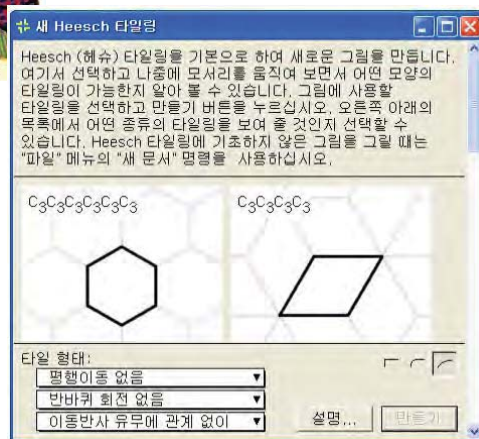 새 Heesch 타일링
Heesch (헤슈) 타일링을 기본으로 하여 새로운 그림을 만듭니다.
여기서 선택하고 나중에 모서리를 움직여 보면서 어떤 모양의
타일링이 가능한지 알아 볼 수 있습니다. 그림에 사용할
타일링을 선택하고 만들기 버튼을 누르십시오. 오른쪽 아래의
목록에서 어떤 종류의 타일링을 보여 줄 것인지 선택할 수
있습니다. Heesch 타일링에 기초하지 않은 그림을 그릴 때는
"파일" 메뉴의 "새 문서" 명령을 사용하십시오.
C3C3C3C3C3C3 C3C3C3C3
타일 형태:
평행이동 없음
반바퀴 회전 없음
이동반사 유무에 관계 없이
설명... 만들기